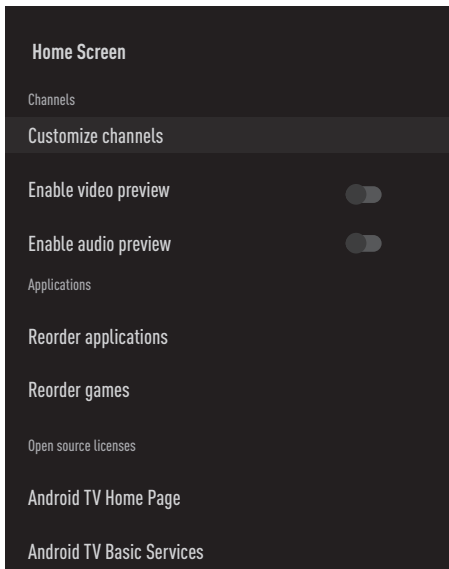 Home Screen
Channels
Customize channels
Enable video preview
Enable audio preview
Applications
Reorder applications
Reorder games
Open source licenses
Android TV Home Page
Android TV Basic Services